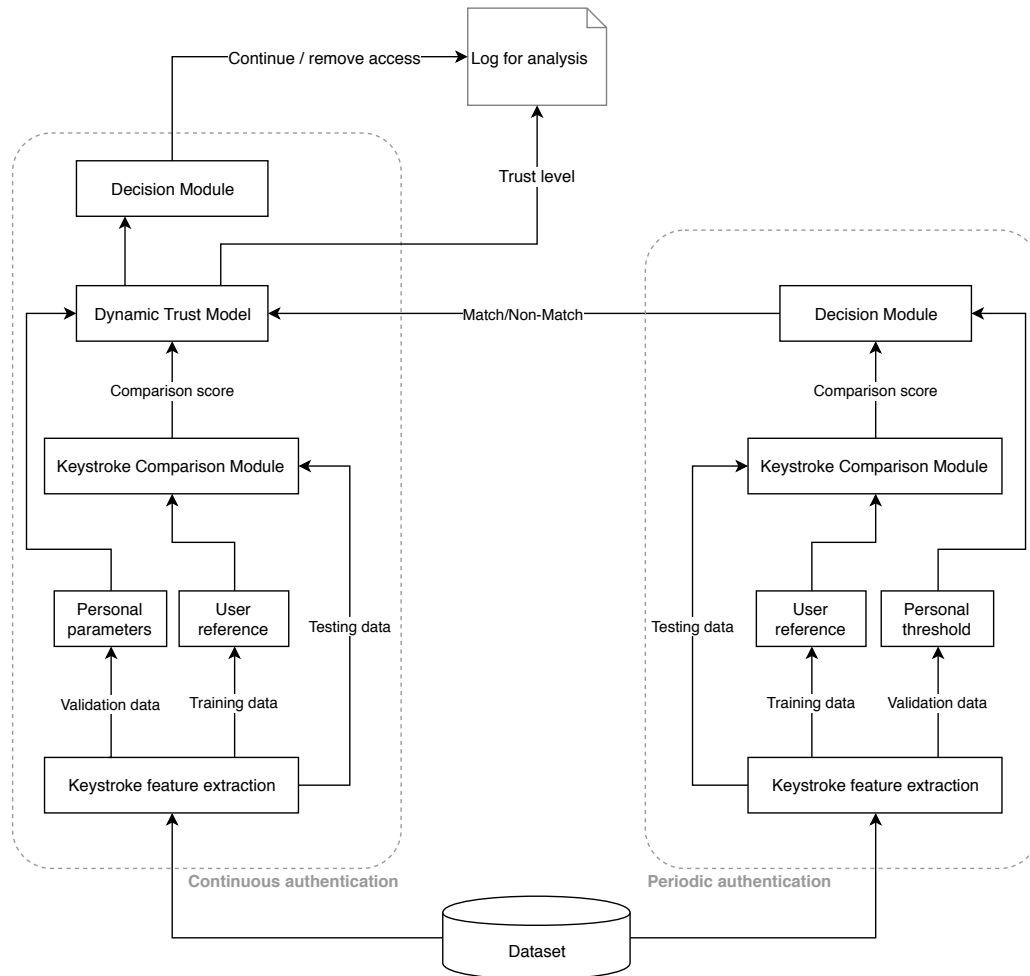 Continue / remove access
Log for analysis
Decision Module
Trust level
Dynamic Trust Model
Match/Non-Match
Decision Module
Comparison score
Comparison score
Keystroke Comparison Module
Keystroke Comparison Module
Personal
parameters
User
reference
Testing data
Testing data
User
reference
Personal
threshold
Validation data
Training data
Training data
Validation data
Keystroke feature extraction
Keystroke feature extraction
Continuous authentication
Periodic authentication
Dataset